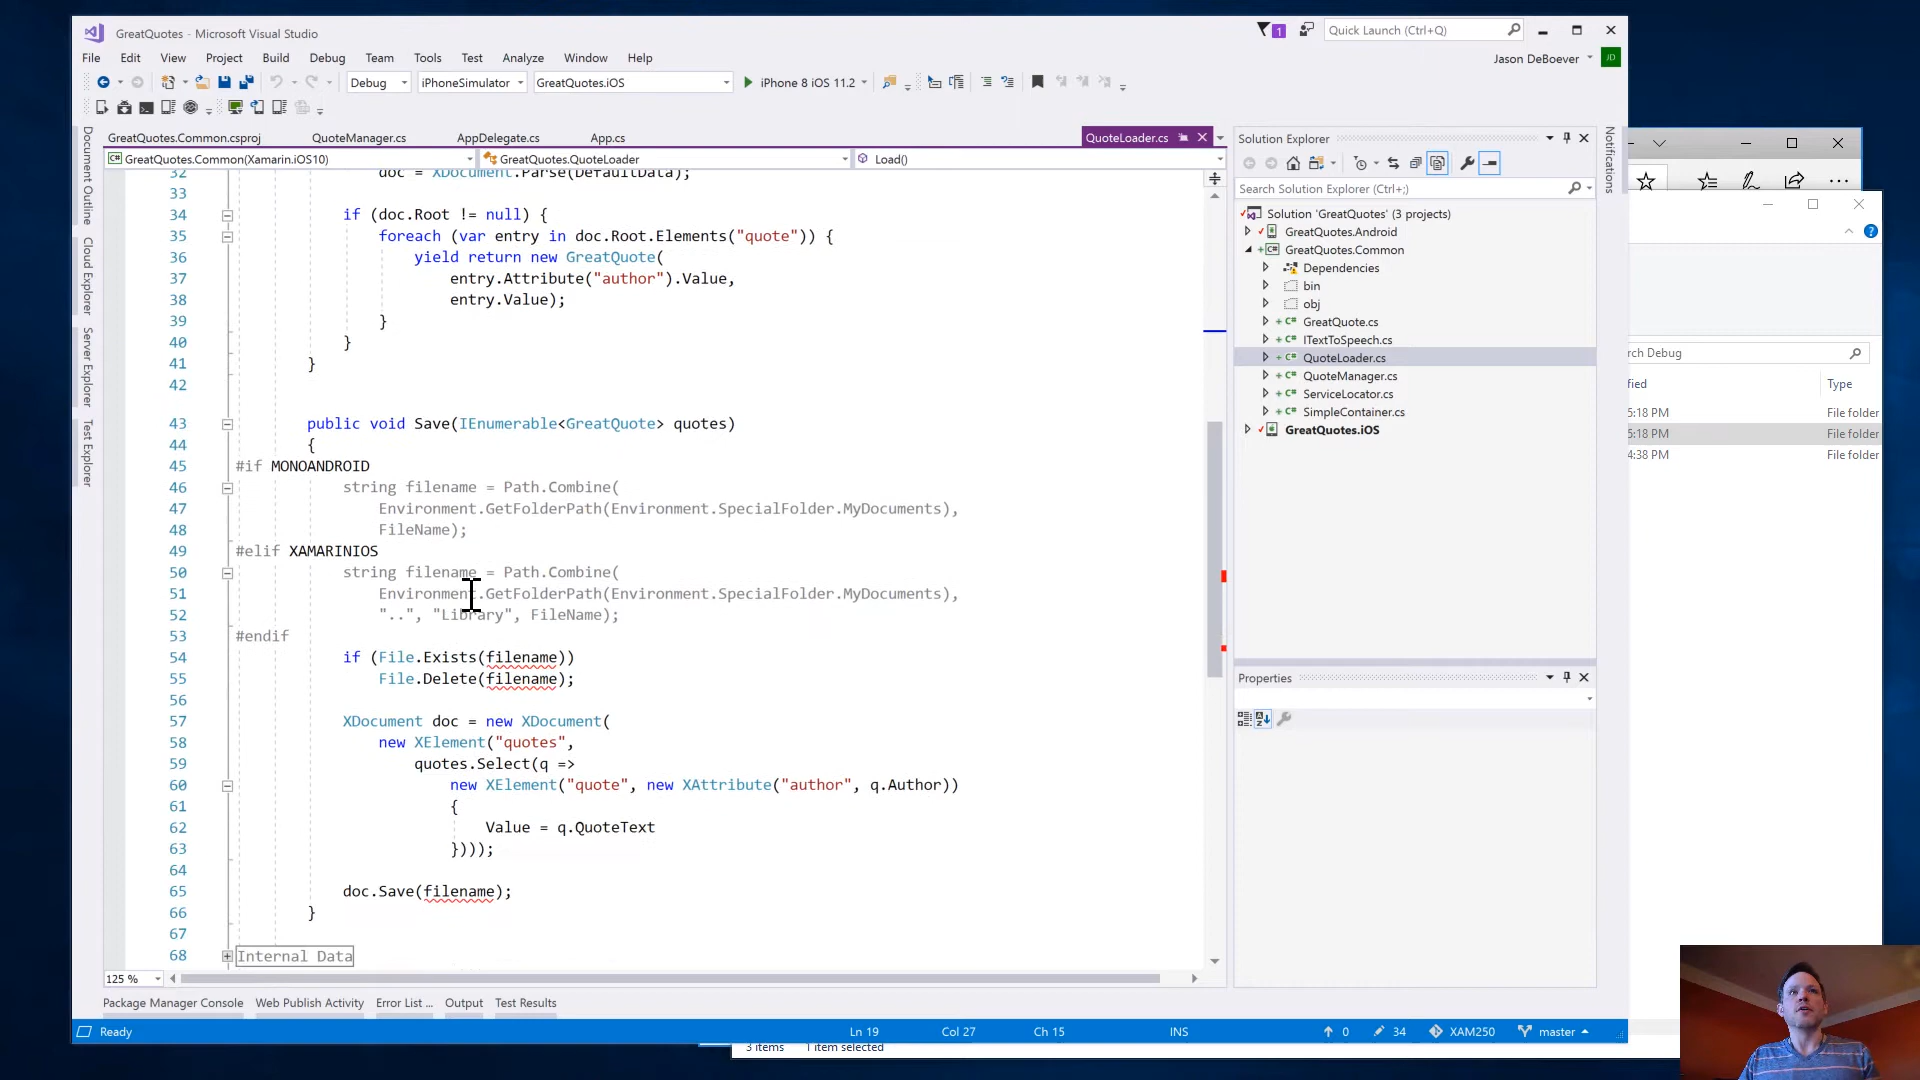 GreatQuotes - Microsoft Visual Studio
1
Quick Launch (Ctrl+Q)
File Edit View Project Build Debug Team Tools Test Analyze Window Help
Jason DeBoever
JD
Debug iPhoneSimulator GreatQuotes.iOS iPhone 8 iOS 11.2
GreatQuotes.Common.csproj QuoteManager.cs AppDelegate.cs App.cs QuoteLoader.cs
GreatQuotes.Common(Xamarin.iOS10) GreatQuotes.QuoteLoader Load()
Document Outline
Cloud Explorer
Server Explorer
Test Explorer
32 doc = XDocument.Parse(DefaultData);
33
34 if (doc.Root != null) {
35 foreach (var entry in doc.Root.Elements("quote")) {
36 yield return new GreatQuote(
37 entry.Attribute("author").Value,
38 entry.Value);
39 }
40 }
41 }
42
43 public void Save(IEnumerable<GreatQuote> quotes)
44 {
45 #if MONOANDROID
46 string filename = Path.Combine(
47 Environment.GetFolderPath(Environment.SpecialFolder.MyDocuments),
48 FileName);
49 #elif XAMARINIOS
50 string filename = Path.Combine(
51 Environment.GetFolderPath(Environment.SpecialFolder.MyDocuments),
52 "..", "Library", FileName);
53 #endif
54 if (File.Exists(filename))
55 File.Delete(filename);
56
57 XDocument doc = new XDocument(
58 new XElement("quotes",
59 quotes.Select(q =>
60 new XElement("quote", new XAttribute("author", q.Author))
61 {
62 Value = q.QuoteText
63 })));
64
65 doc.Save(filename);
66 }
67
68 Internal Data
125 %
Package Manager Console Web Publish Activity Error List ... Output Test Results
Ready Ln 19 Col 27 Ch 15 INS 0 34 XAM250 master
Solution Explorer
Search Solution Explorer (Ctrl+;)
Solution 'GreatQuotes' (3 projects)
GreatQuotes.Android
GreatQuotes.Common
Dependencies
bin
obj
GreatQuote.cs
ITextToSpeech.cs
QuoteLoader.cs
QuoteManager.cs
ServiceLocator.cs
SimpleContainer.cs
GreatQuotes.iOS
Properties
Notifications
rch Debug
fied Type
5:18 PM File folder
5:18 PM File folder
4:38 PM File folder
3 items 1 item selected